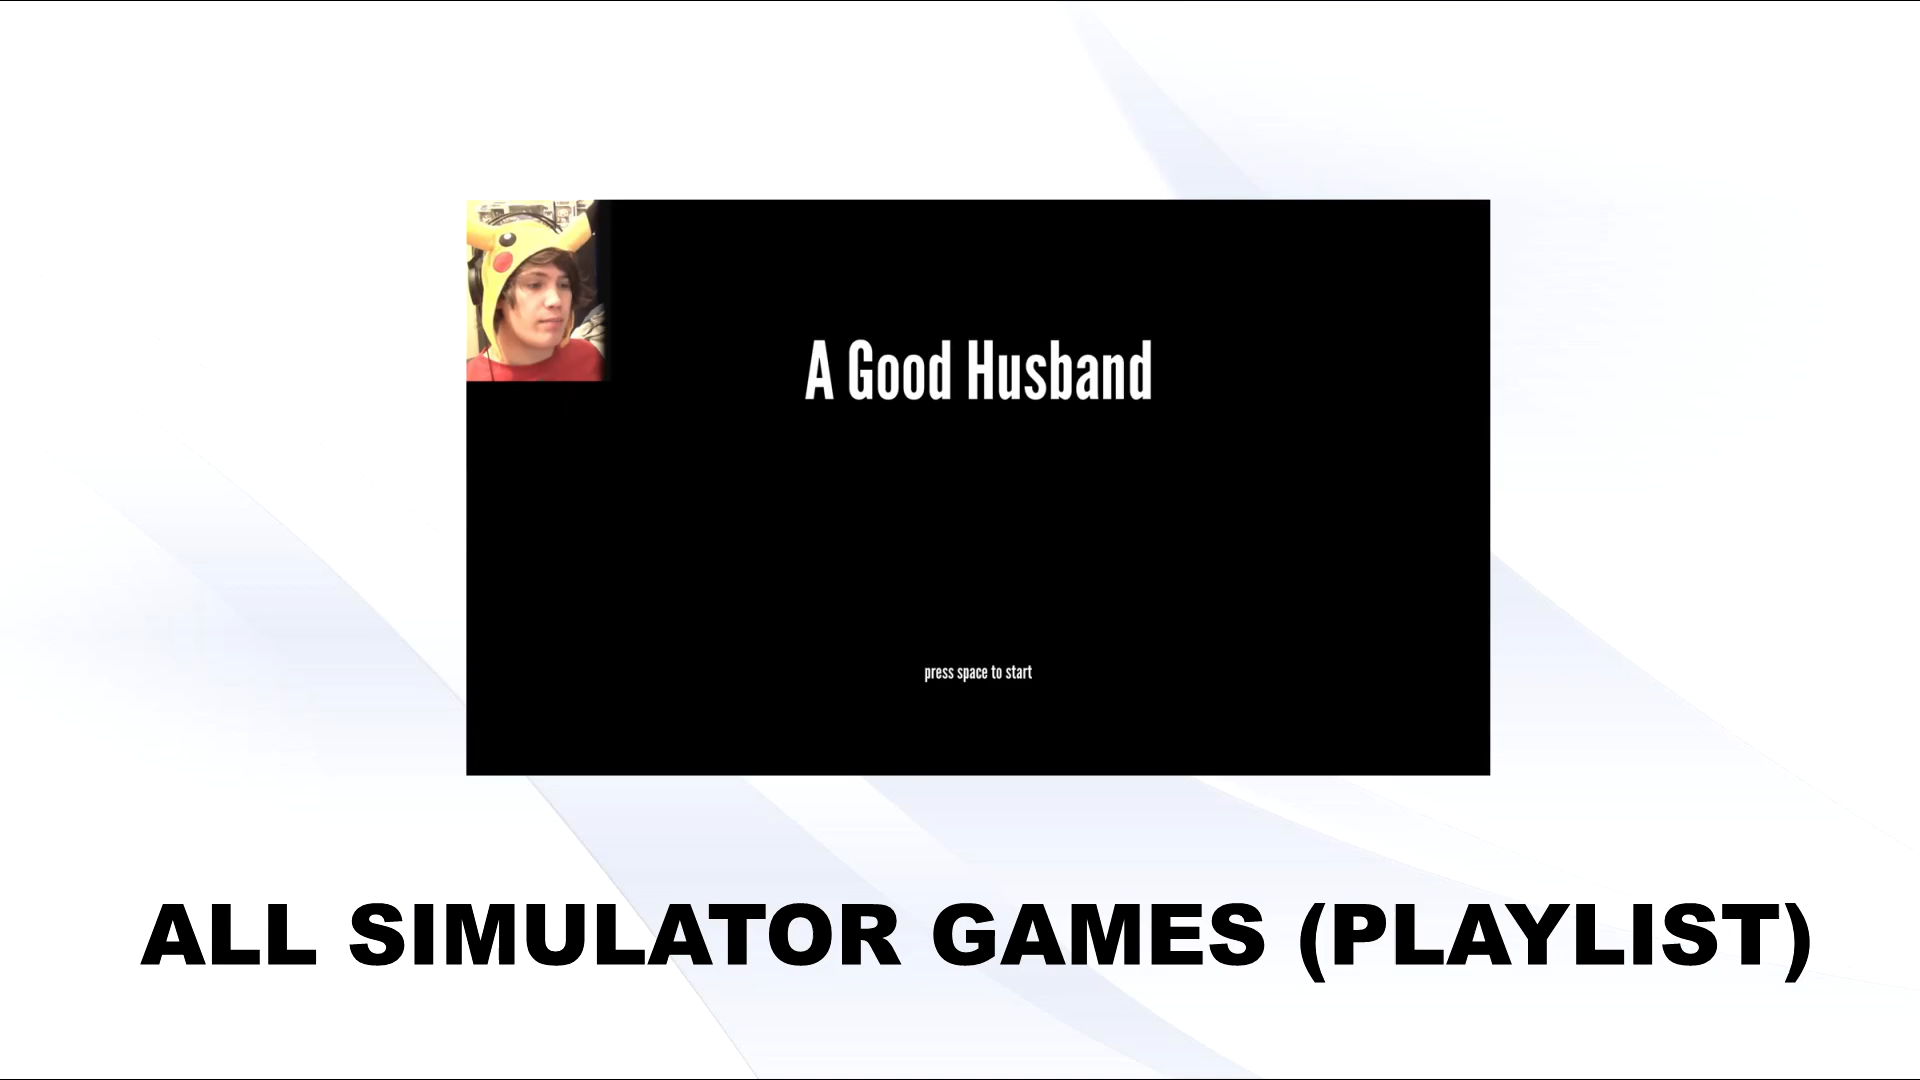 A Good Husband
press space to start
ALL SIMULATOR GAMES (PLAYLIST)